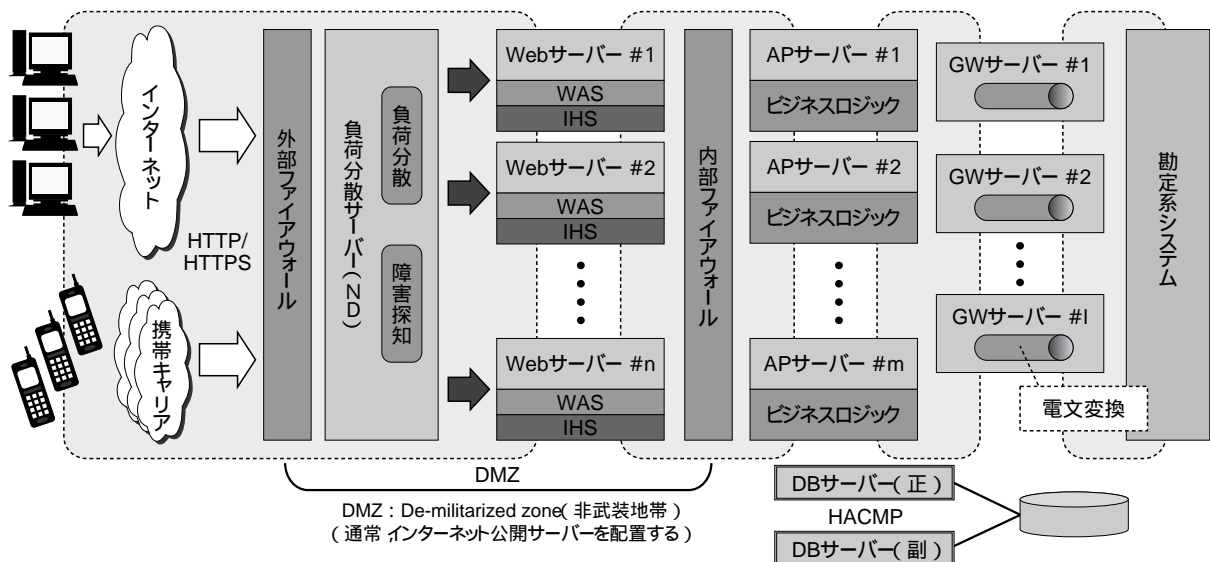 インターネット
HTTP/
HTTPS
携帯キャリア
外部ファイアウォール
負荷分散サーバー(ND)
負荷分散
障害探知
Webサーバー #1
WAS
IHS
Webサーバー #2
WAS
IHS
Webサーバー #n
WAS
IHS
内部ファイアウォール
APサーバー #1
ビジネスロジック
APサーバー #2
ビジネスロジック
APサーバー #m
ビジネスロジック
GWサーバー #1
GWサーバー #2
GWサーバー #l
電文変換
勘定系システム
DMZ
DMZ:De-militarized zone(非武装地帯)
(通常 インターネット公開サーバーを配置する)
DBサーバー(正)
HACMP
DBサーバー(副)